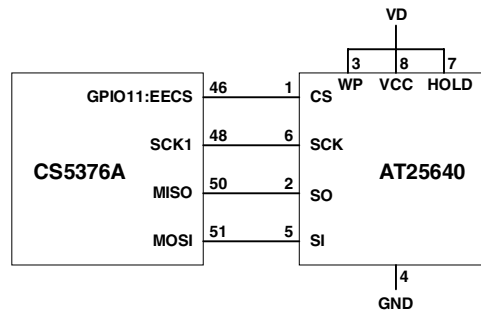 VD
3 8 7
WP VCC HOLD
GPIO11:EECS 46 1 CS
SCK1 48 6 SCK
CS5376A AT25640
MISO 50 2 SO
MOSI 51 5 SI
4
GND